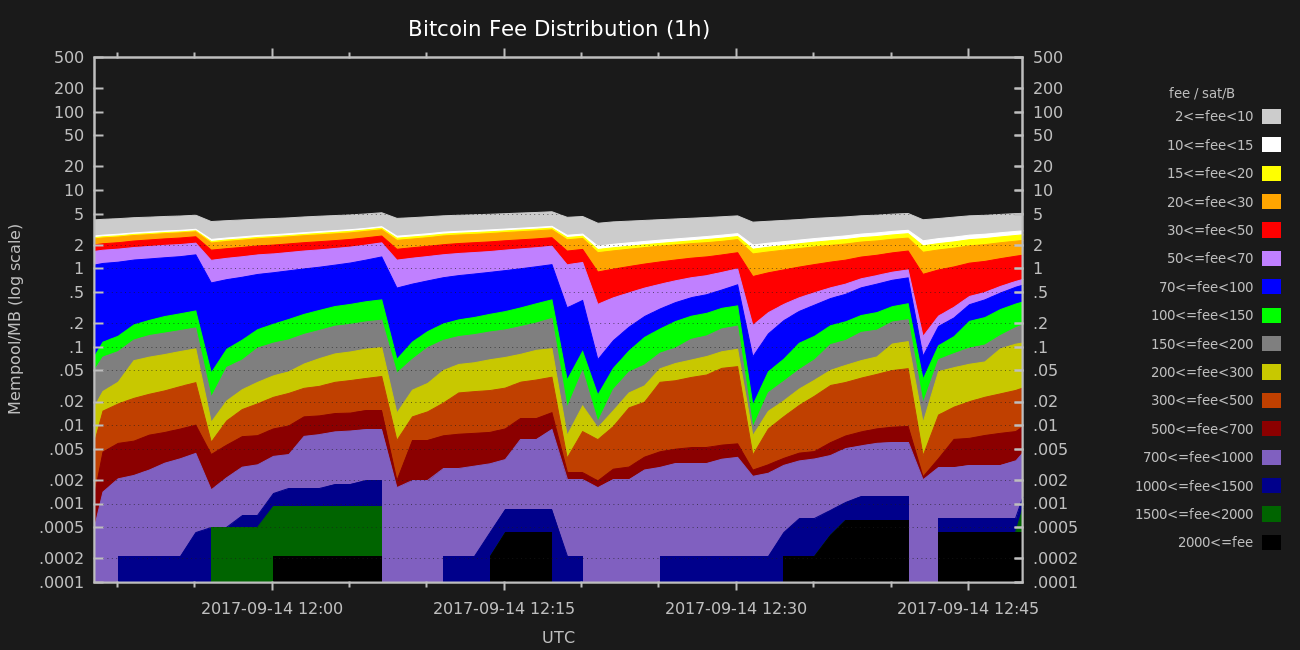 Bitcoin Fee Distribution (1h)
500
200
100
50
20
10
5
2
1
.5
.2
.1
.05
.02
.01
.005
.002
.001
.0005
.0002
.0001
Mempool/MB (log scale)
500
200
100
50
20
10
5
2
1
.5
.2
.1
.05
.02
.01
.005
.002
.001
.0005
.0002
.0001
2017-09-14 12:00
2017-09-14 12:15
2017-09-14 12:30
2017-09-14 12:45
UTC
fee / sat/B
2<=fee<10
10<=fee<15
15<=fee<20
20<=fee<30
30<=fee<50
50<=fee<70
70<=fee<100
100<=fee<150
150<=fee<200
200<=fee<300
300<=fee<500
500<=fee<700
700<=fee<1000
1000<=fee<1500
1500<=fee<2000
2000<=fee